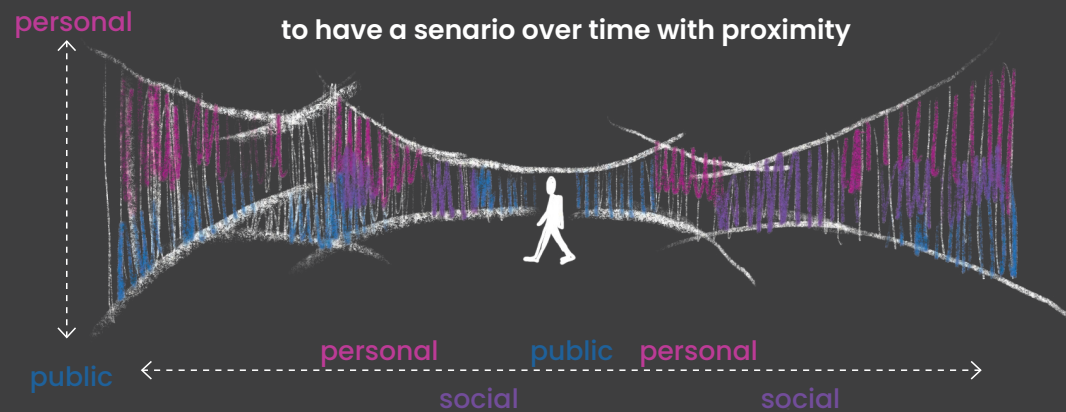 personal
to have a senario over time with proximity
personal
public
personal
public
social
social